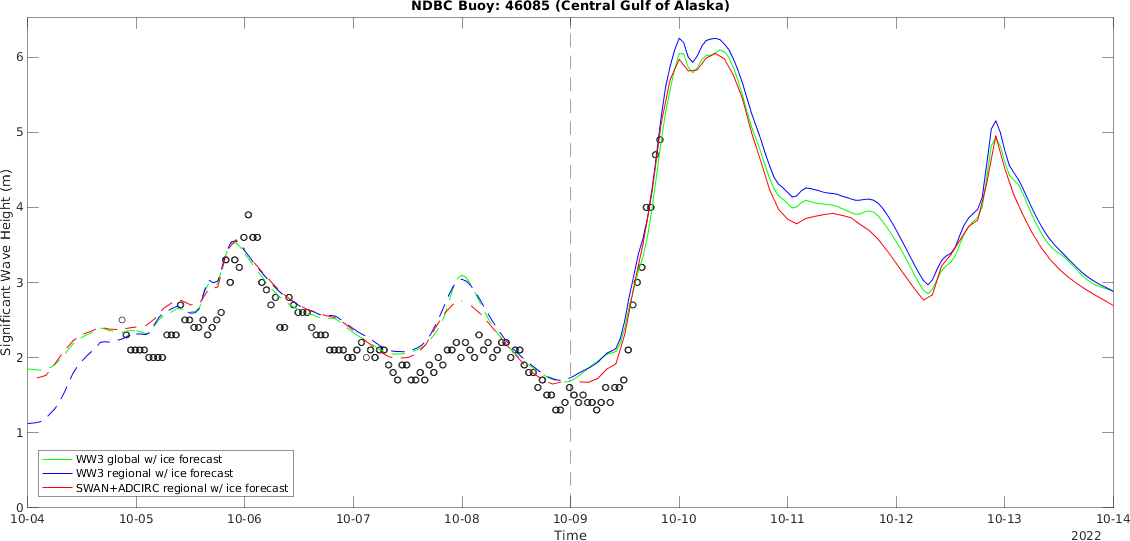 NDBC Buoy: 46085 (Central Gulf of Alaska)
6
5
4
3
2
1
0
Significant Wave Height (m)
WW3 global w/ ice forecast
WW3 regional w/ ice forecast
SWAN+ADCIRC regional w/ ice forecast
10-04 10-05 10-06 10-07 10-08 10-09 10-10 10-11 10-12 10-13 10-14
Time
2022